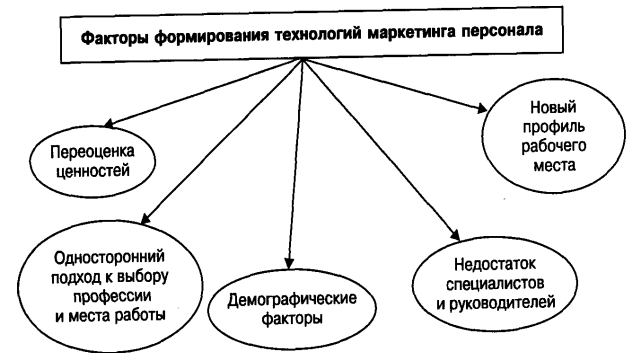 Факторы формирования технологий маркетинга персонала
Переоценка
ценностей
Новый
профиль
рабочего
места
Односторонний
подход к выбору
профессии
и места работы
Демографические
факторы
Недостаток
специалистов
и руководителей